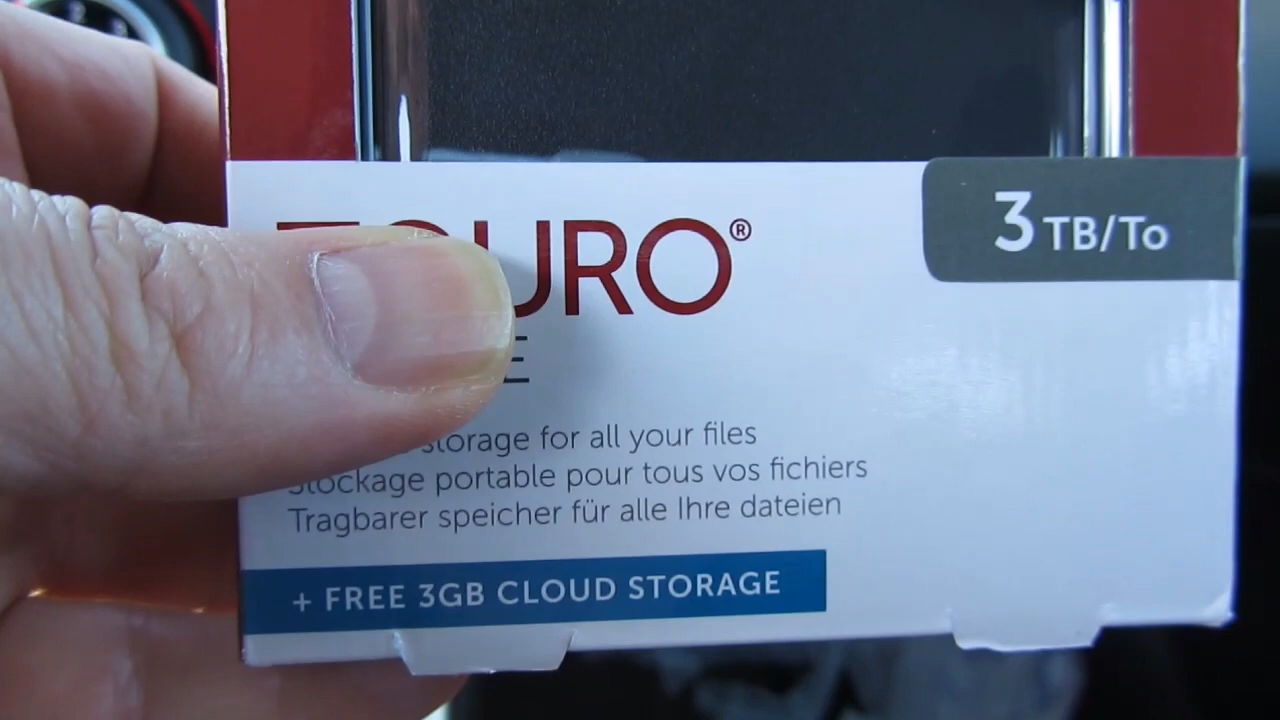 TOURO®
3 TB/To
storage for all your files
Stockage portable pour tous vos fichiers
Tragbarer speicher für alle Ihre dateien
+ FREE 3GB CLOUD STORAGE